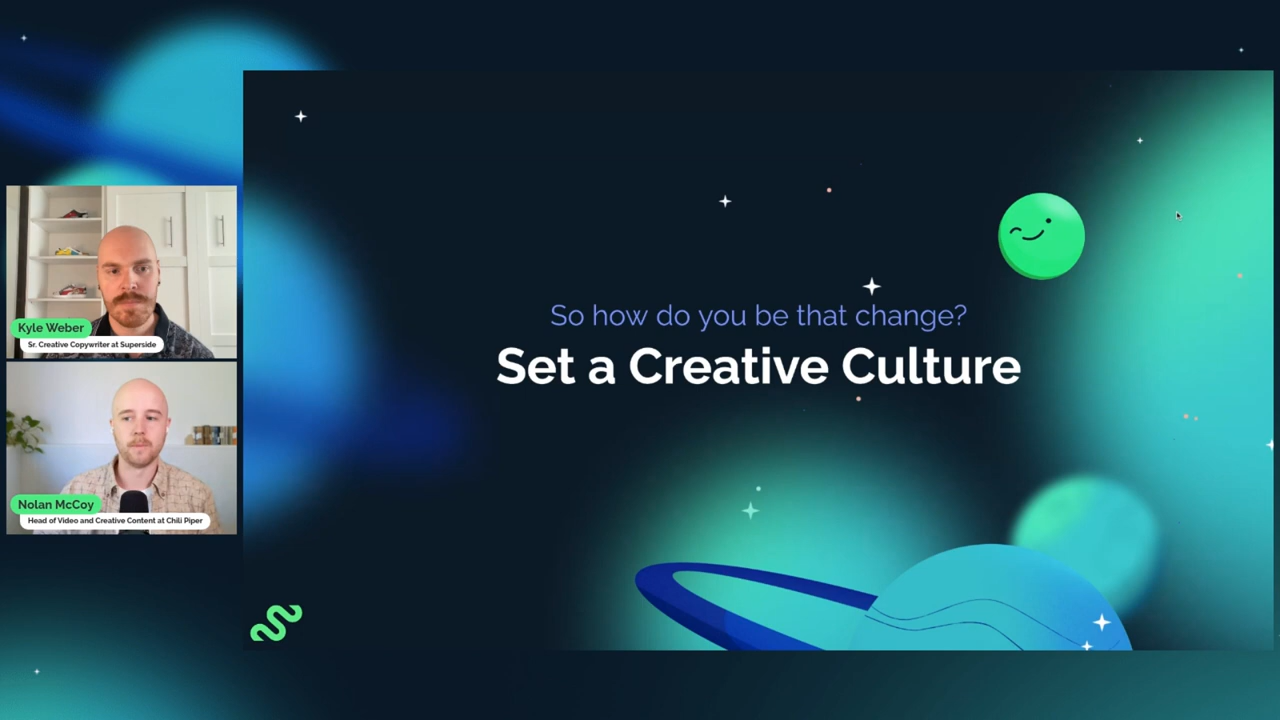 Kyle Weber
Sr. Creative Copywriter at Superside
Nolan McCoy
Head of Video and Creative Content at Chili Piper
So how do you be that change?
Set a Creative Culture